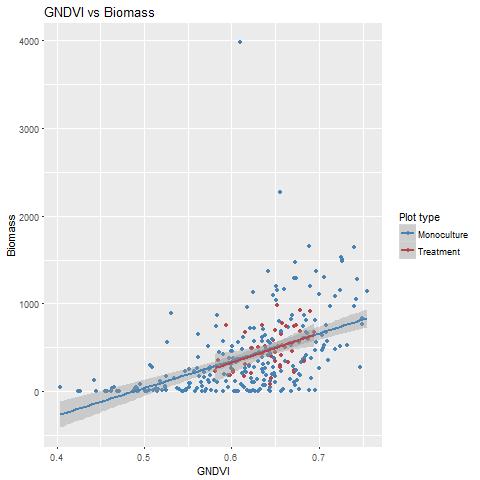 GNDVI vs Biomass
4000
3000
2000
1000
0
Biomass
0.4 0.5 0.6 0.7
GNDVI
Plot type
Monoculture
Treatment